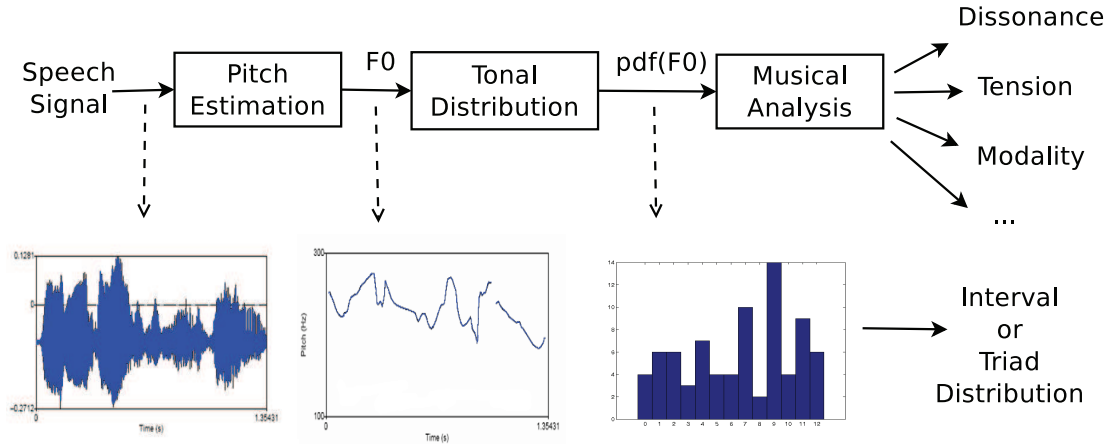 Dissonance
F0
pdf(F0)
Speech
Signal
Pitch
Estimation
Tonal
Distribution
Musical
Analysis
Tension
Modality
...
0.1281
0
-0.2712
0
1.35431
Time (s)
300
Pitch (Hz)
100
0
1.35431
Time (s)
14
12
10
8
6
4
2
0
0 1 2 3 4 5 6 7 8 9 10 11 12
Interval
or
Triad
Distribution